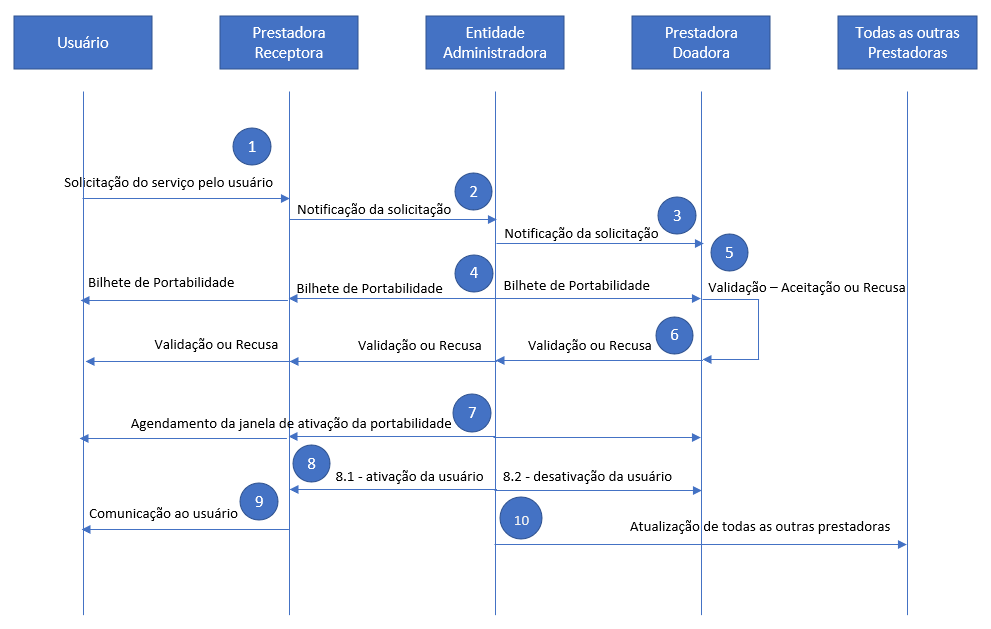 Usuário
Prestadora
Receptora
Entidade
Administradora
Prestadora
Doadora
Todas as outras
Prestadoras
1
Solicitação do serviço pelo usuário
2
Notificação da solicitação
3
Notificação da solicitação
4
5
Bilhete de Portabilidade
Bilhete de Portabilidade
Bilhete de Portabilidade
Validação – Aceitação ou Recusa
6
Validação ou Recusa
Validação ou Recusa
Validação ou Recusa
7
Agendamento da janela de ativação da portabilidade
8
8.1 - ativação da usuário
8.2 - desativação da usuário
9
Comunicação ao usuário
10
Atualização de todas as outras prestadoras